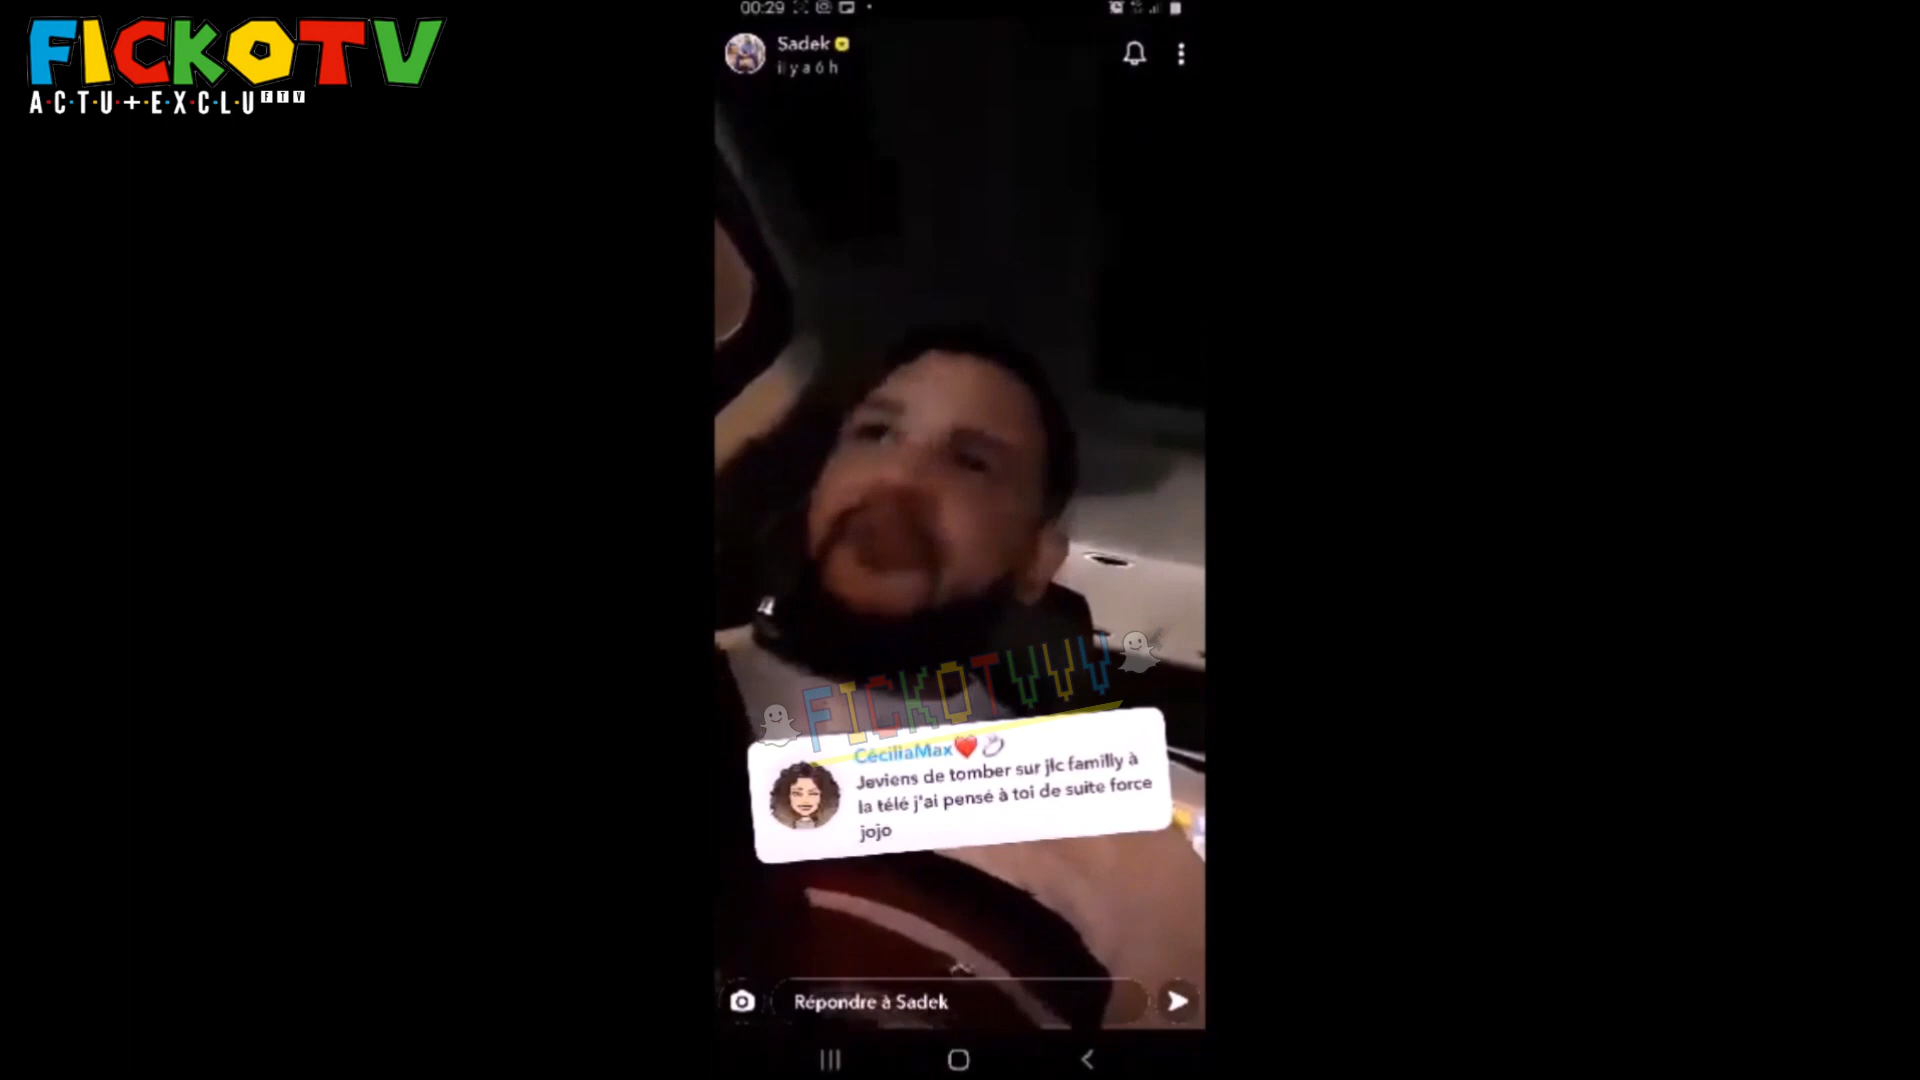 FICKOTV
A·C·T·U+E·X·C·L·U FTV
00:29
Sadek
il y a 6 h
FICKOTVVV
CéciliaMax❤️💍
Jeviens de tomber sur jlc familly à
la télé j'ai pensé à toi de suite force
jojo
Répondre à Sadek